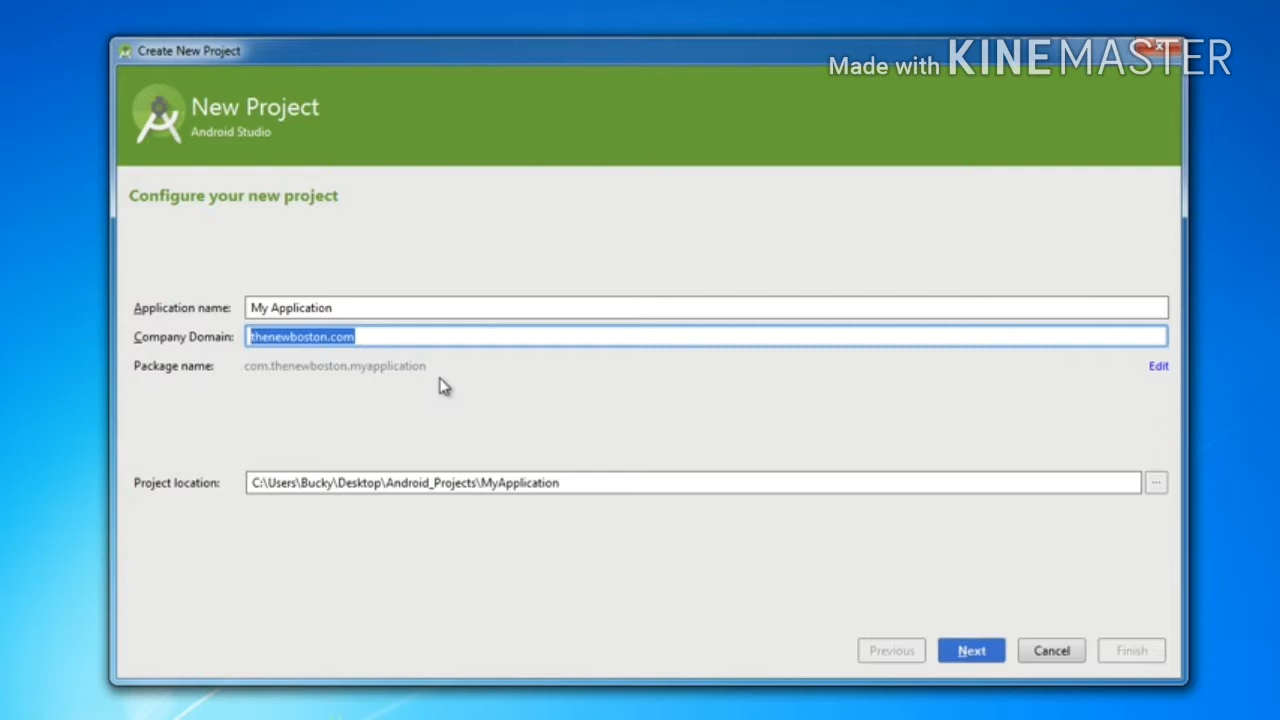 Create New Project
Made with KINEMASTER
New Project
Android Studio
Configure your new project
Application name: My Application
Company Domain: thenewboston.com
Package name: com.thenewboston.myapplication Edit
Project location: C:\Users\Bucky\Desktop\Android_Projects\MyApplication ...
Previous Next Cancel Finish